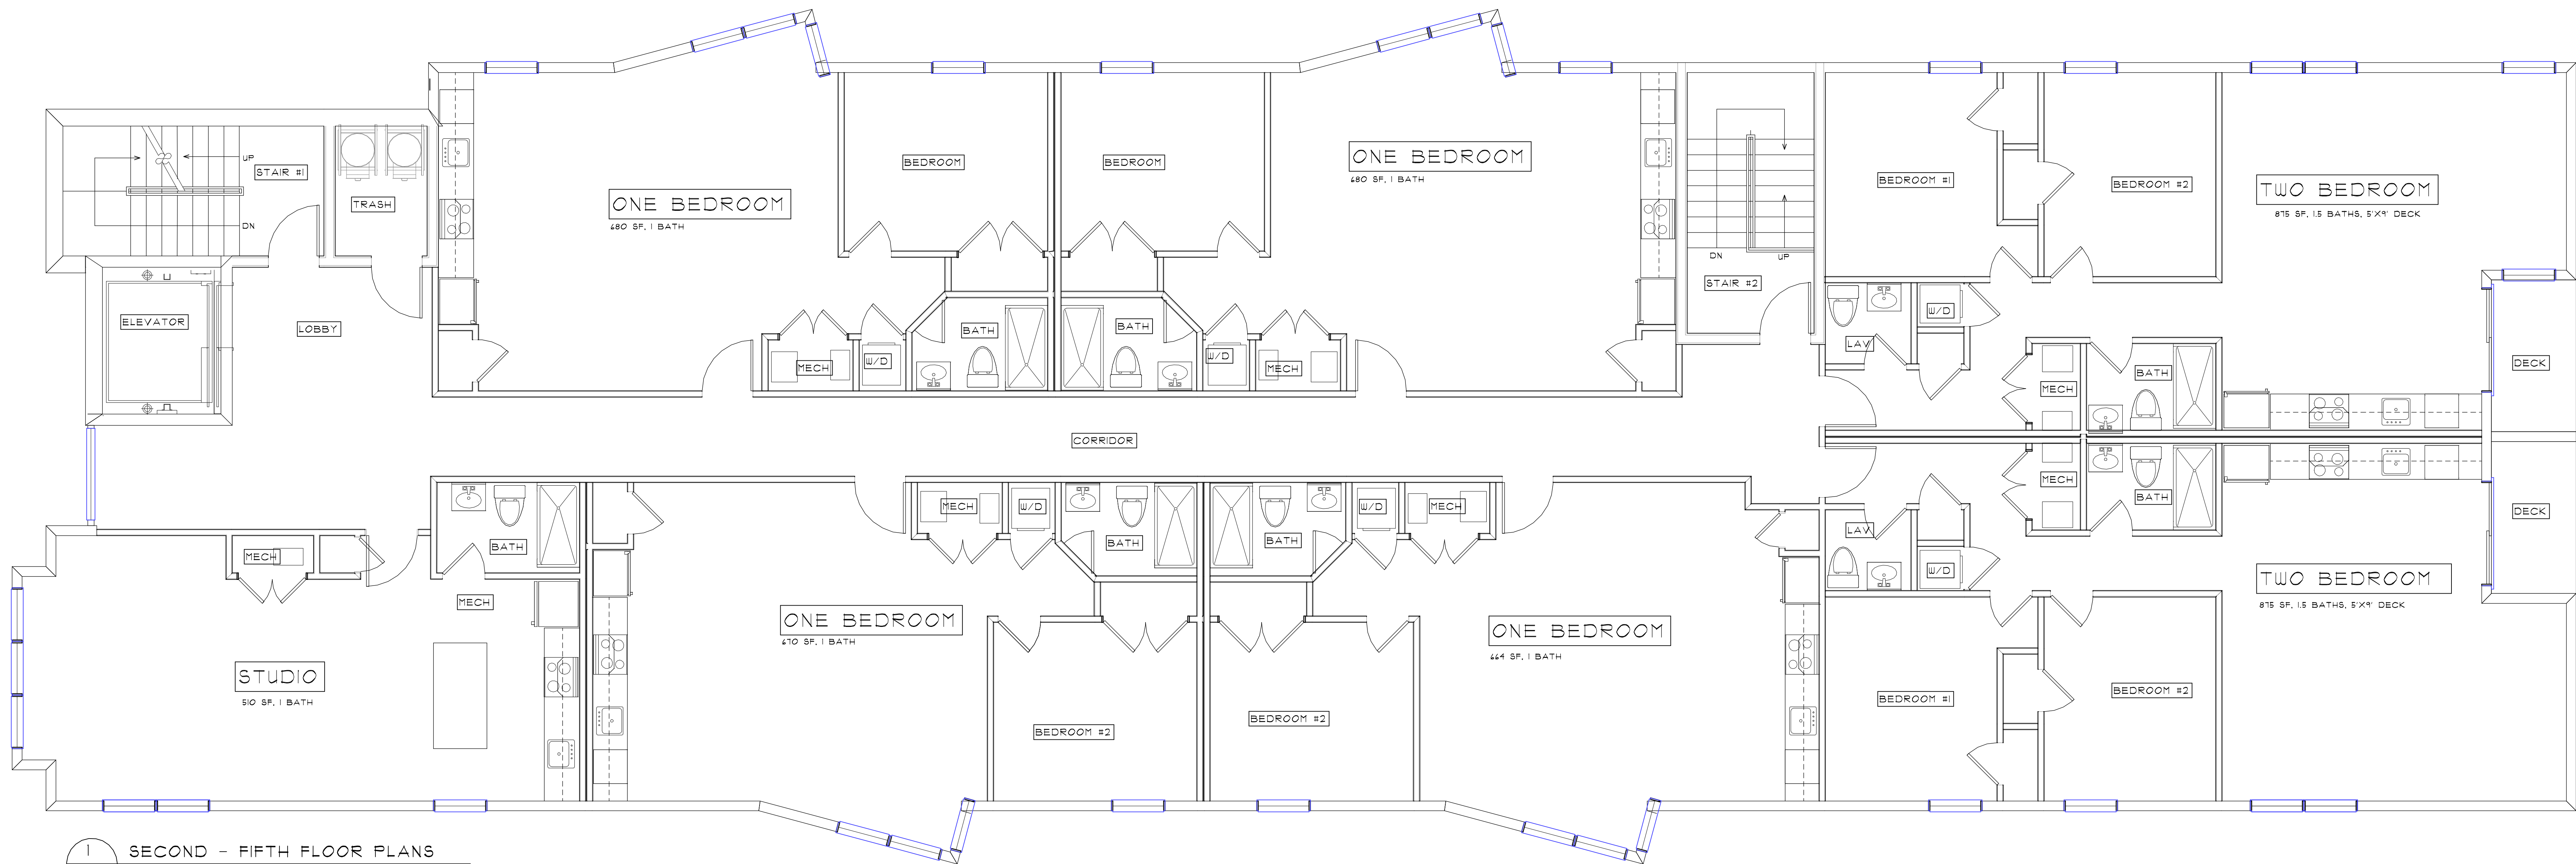 UP
STAIR #1
DN
TRASH
ELEVATOR
LOBBY
ONE BEDROOM
680 SF, 1 BATH
BEDROOM
MECH
W/D
BATH
BEDROOM
BATH
W/D
MECH
ONE BEDROOM
680 SF, 1 BATH
DN
UP
STAIR #2
BEDROOM #1
BEDROOM #2
TWO BEDROOM
875 SF, 1.5 BATHS, 5'X9' DECK
LAV
W/D
MECH
BATH
DECK
CORRIDOR
MECH
BATH
MECH
STUDIO
510 SF, 1 BATH
MECH
W/D
BATH
ONE BEDROOM
670 SF, 1 BATH
BEDROOM #2
BATH
W/D
MECH
BEDROOM #2
ONE BEDROOM
664 SF, 1 BATH
LAV
W/D
MECH
BATH
DECK
BEDROOM #1
BEDROOM #2
TWO BEDROOM
875 SF, 1.5 BATHS, 5'X9' DECK
1
SECOND - FIFTH FLOOR PLANS